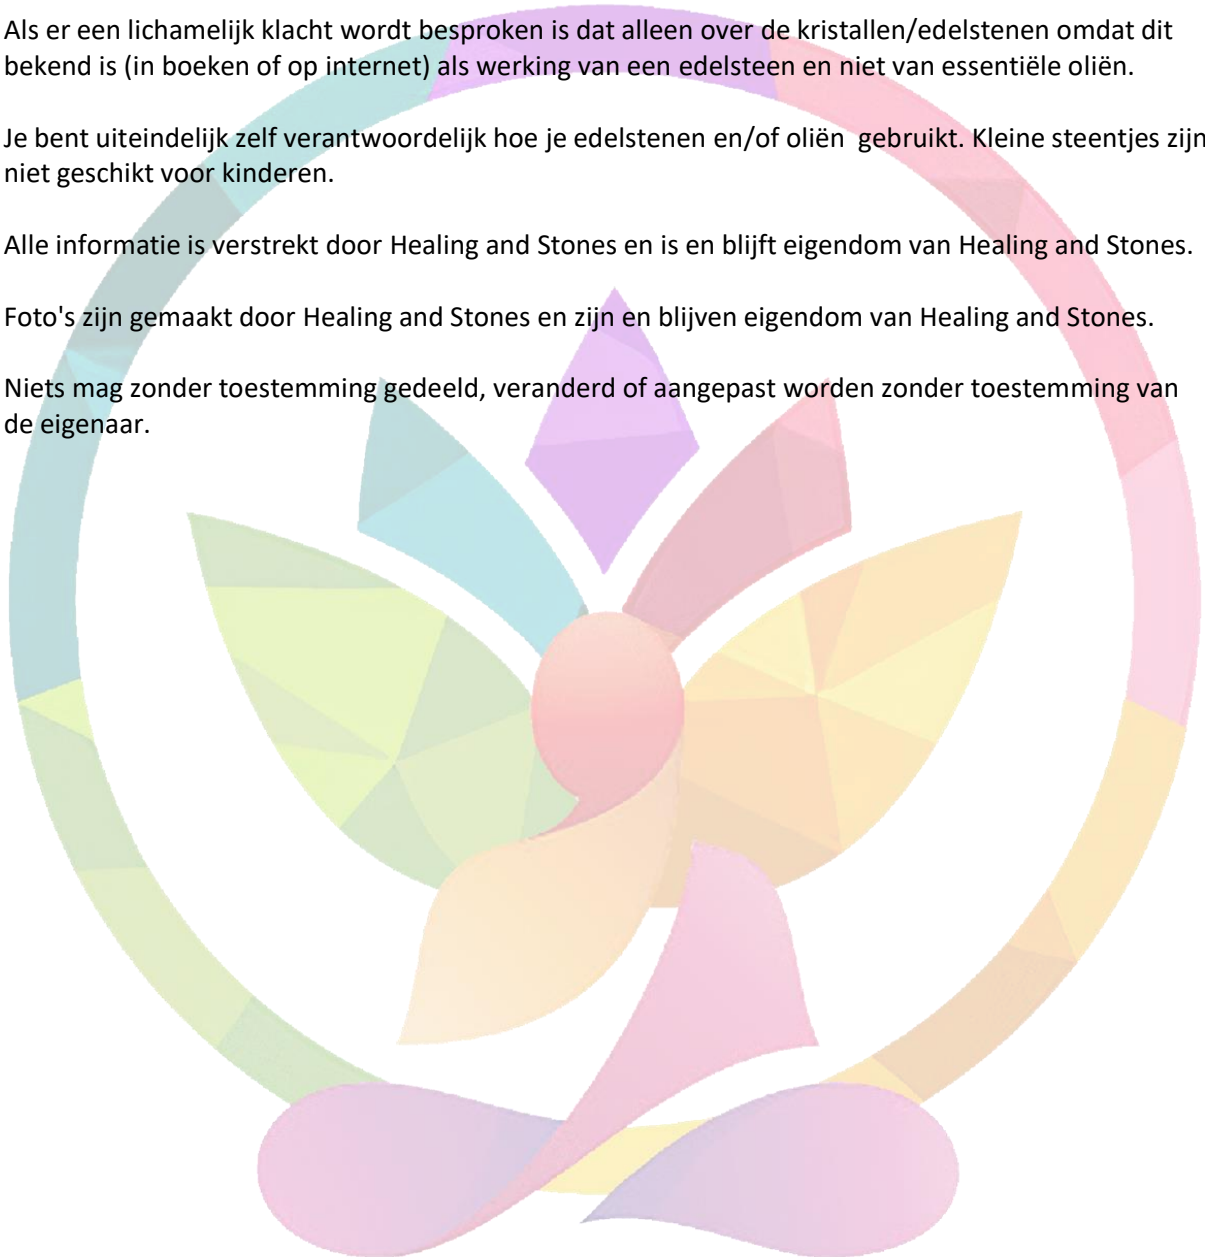 Als er een lichamelijk klacht wordt besproken is dat alleen over de kristallen/edelstenen omdat dit
bekend is (in boeken of op internet) als werking van een edelsteen en niet van essentiële oliën.
Je bent uiteindelijk zelf verantwoordelijk hoe je edelstenen en/of oliën gebruikt. Kleine steentjes zijn
niet geschikt voor kinderen.
Alle informatie is verstrekt door Healing and Stones en is en blijft eigendom van Healing and Stones.
Foto's zijn gemaakt door Healing and Stones en zijn en blijven eigendom van Healing and Stones.
Niets mag zonder toestemming gedeeld, veranderd of aangepast worden zonder toestemming van
de eigenaar.